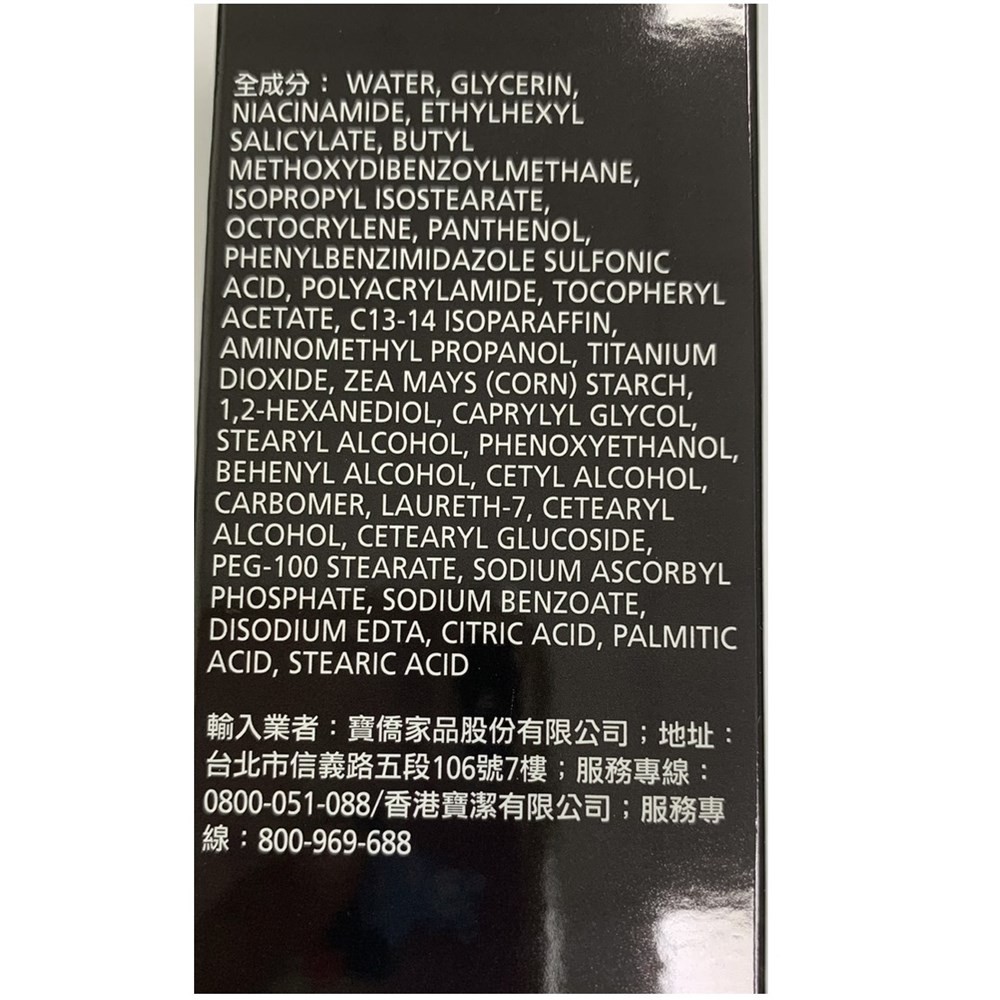 全成分： WATER, GLYCERIN,
NIACINAMIDE, ETHYLHEXYL
SALICYLATE, BUTYL
METHOXYDIBENZOYLMETHANE,
ISOPROPYL ISOSTEARATE,
OCTOCRYLENE, PANTHENOL,
PHENYLBENZIMIDAZOLE SULFONIC
ACID, POLYACRYLAMIDE, TOCOPHERYL
ACETATE, C13-14 ISOPARAFFIN,
AMINOMETHYL PROPANOL, TITANIUM
DIOXIDE, ZEA MAYS (CORN) STARCH,
1,2-HEXANEDIOL, CAPRYLYL GLYCOL,
STEARYL ALCOHOL, PHENOXYETHANOL,
BEHENYL ALCOHOL, CETYL ALCOHOL,
CARBOMER, LAURETH-7, CETEARYL
ALCOHOL, CETEARYL GLUCOSIDE,
PEG-100 STEARATE, SODIUM ASCORBYL
PHOSPHATE, SODIUM BENZOATE,
DISODIUM EDTA, CITRIC ACID, PALMITIC
ACID, STEARIC ACID
輸入業者：寶僑家品股份有限公司；地址：
台北市信義路五段106號7樓；服務專線：
0800-051-088/香港寶潔有限公司；服務專
線：800-969-688